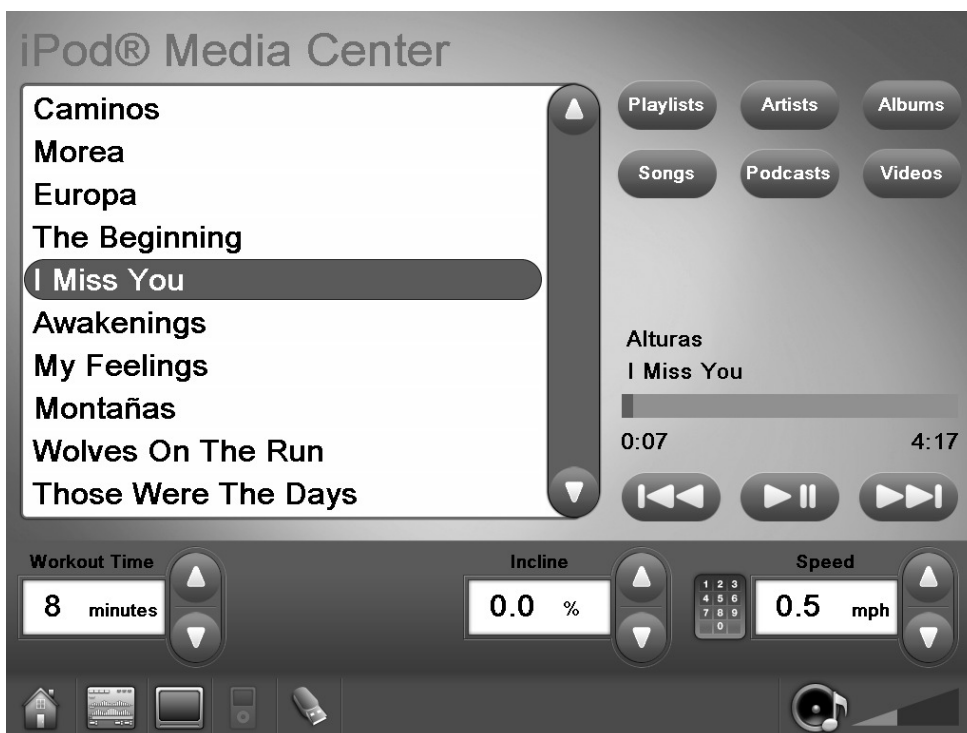 iPod® Media Center
Caminos
Morea
Europa
The Beginning
I Miss You
Awakenings
My Feelings
Montañas
Wolves On The Run
Those Were The Days
Playlists Artists Albums
Songs Podcasts Videos
Alturas
I Miss You
0:07 4:17
Workout Time
8 minutes
Incline
0.0 %
1 2 3
4 5 6
7 8 9
0
Speed
0.5 mph